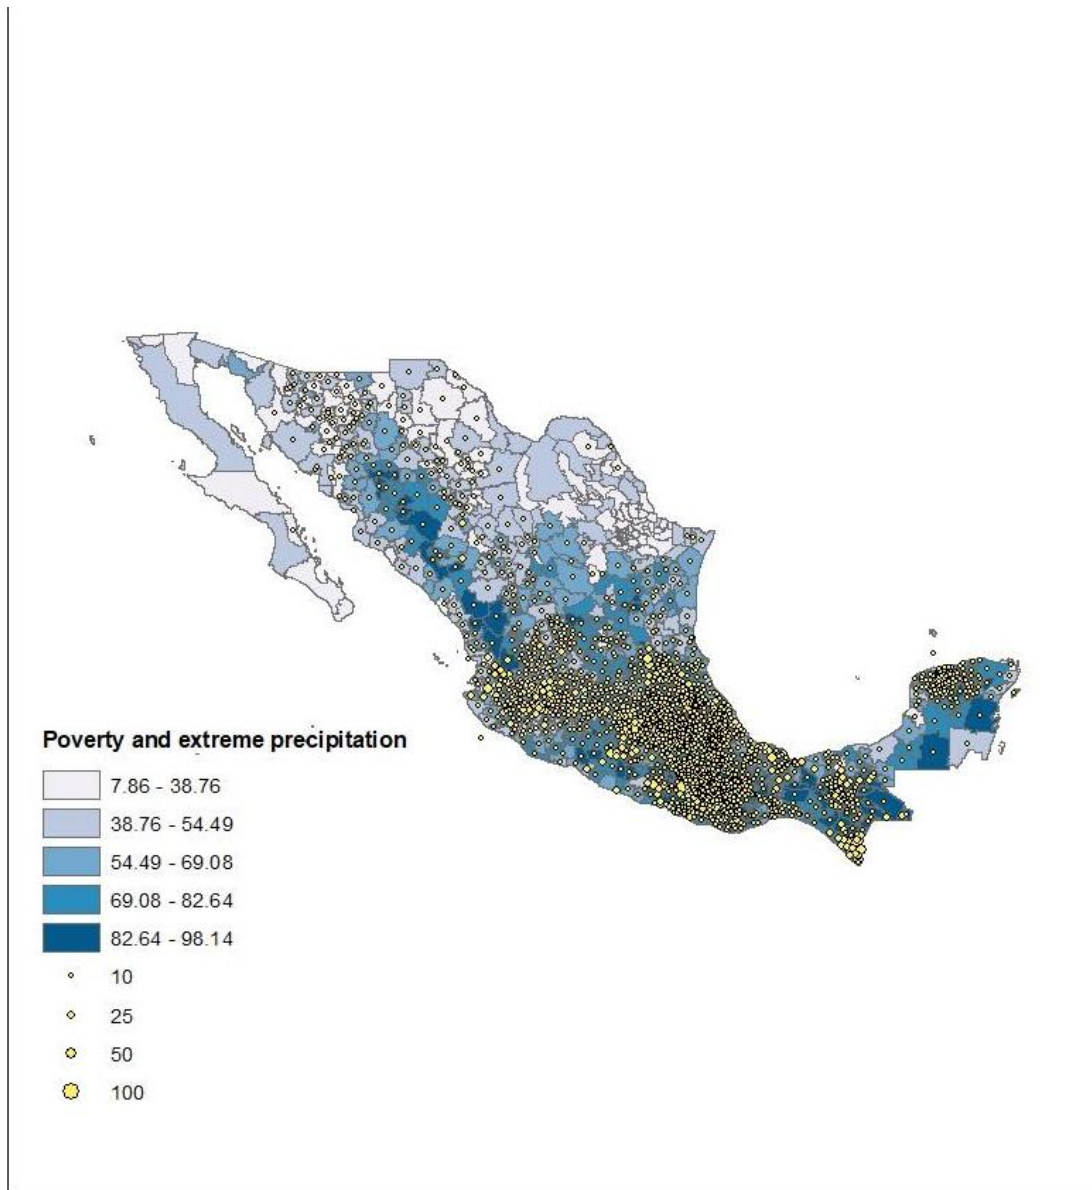 Poverty and extreme precipitation
7.86 - 38.76
38.76 - 54.49
54.49 - 69.08
69.08 - 82.64
82.64 - 98.14
10
25
50
100